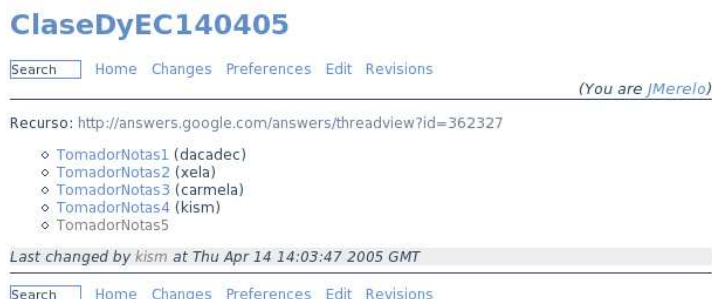 ClaseDyEC140405
Search Home Changes Preferences Edit Revisions
(You are JMerelo)
Recurso: http://answers.google.com/answers/threadview?id=362327
TomadorNotas1 (dacadec)
TomadorNotas2 (xela)
TomadorNotas3 (carmela)
TomadorNotas4 (kism)
TomadorNotas5
Last changed by kism at Thu Apr 14 14:03:47 2005 GMT
Search Home Changes Preferences Edit Revisions